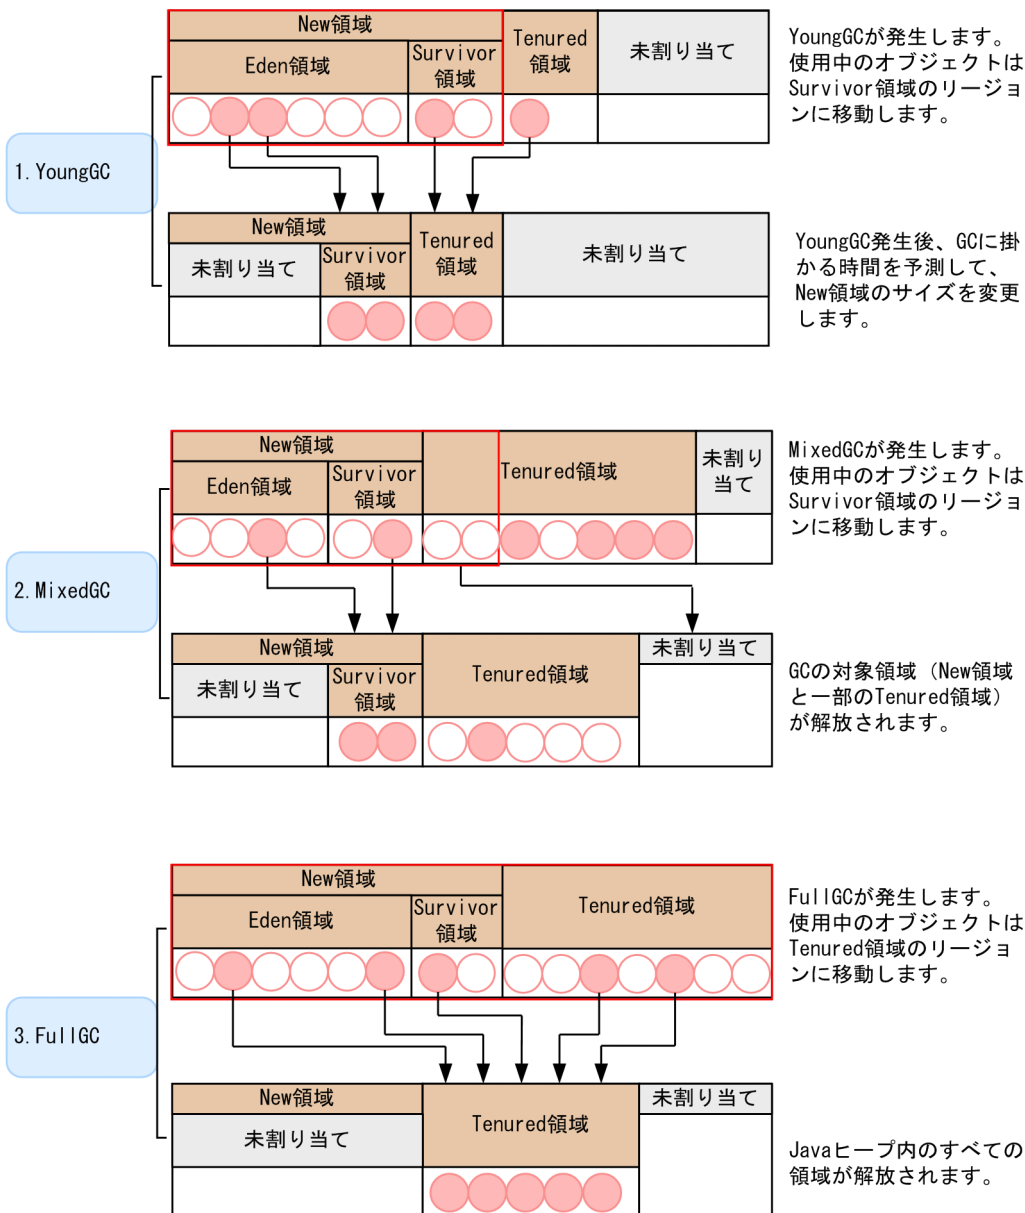 New領域
Tenured
領域
未割り当て
Eden領域
Survivor
領域
YoungGCが発生します。
使用中のオブジェクトは
Survivor領域のリージョ
ンに移動します。
1.YoungGC
New領域
Tenured
領域
未割り当て
未割り当て
Survivor
領域
YoungGC発生後、GCに掛
かる時間を予測して、
New領域のサイズを変更
します。
New領域
Tenured領域
未割り
当て
Eden領域
Survivor
領域
MixedGCが発生します。
使用中のオブジェクトは
Survivor領域のリージョ
ンに移動します。
2.MixedGC
New領域
Tenured領域
未割り当て
未割り当て
Survivor
領域
GCの対象領域（New領域
と一部のTenured領域）
が解放されます。
New領域
Tenured領域
Eden領域
Survivor
領域
FullGCが発生します。
使用中のオブジェクトは
Tenured領域のリージョ
ンに移動します。
3.FullGC
New領域
Tenured領域
未割り当て
未割り当て
Javaヒープ内のすべての
領域が解放されます。